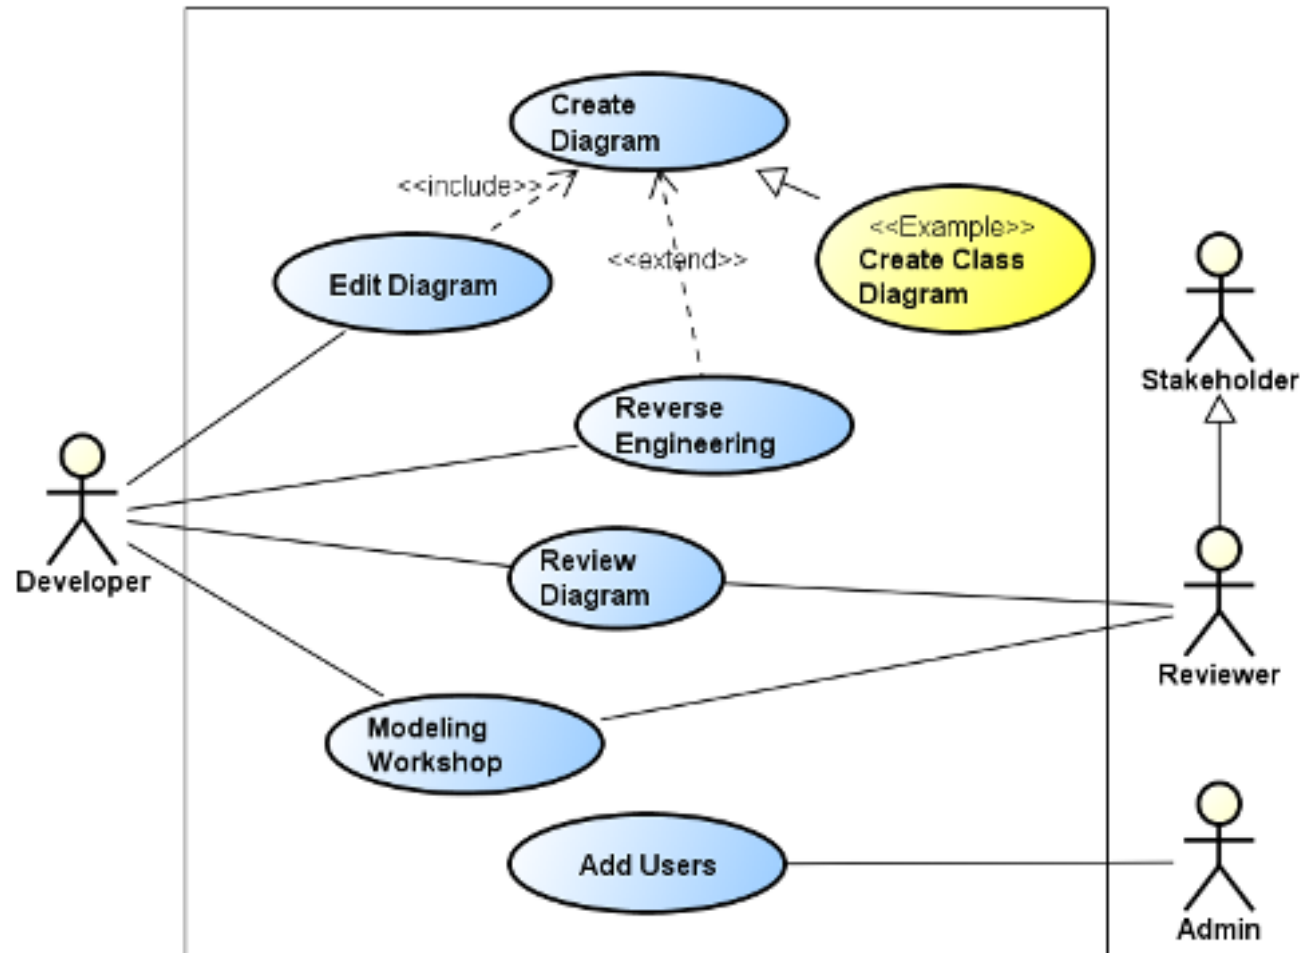 Create
Diagram
<<include>>
<<Example>>
Create Class
Diagram
<<extend>>
Edit Diagram
Stakeholder
Reverse
Engineering
Review
Diagram
Developer
Reviewer
Modeling
Workshop
Add Users
Admin